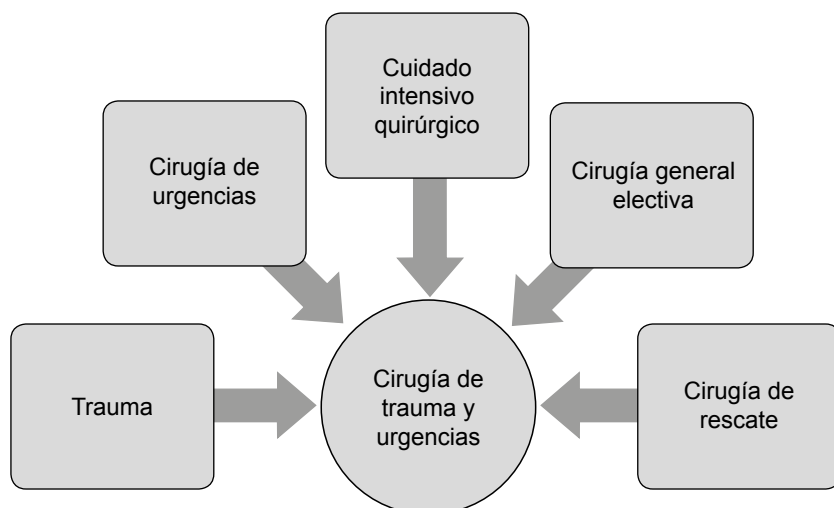 Cuidado
intensivo
quirúrgico
Cirugía de
urgencias
Cirugía general
electiva
Trauma
Cirugía de
trauma y
urgencias
Cirugía de
rescate